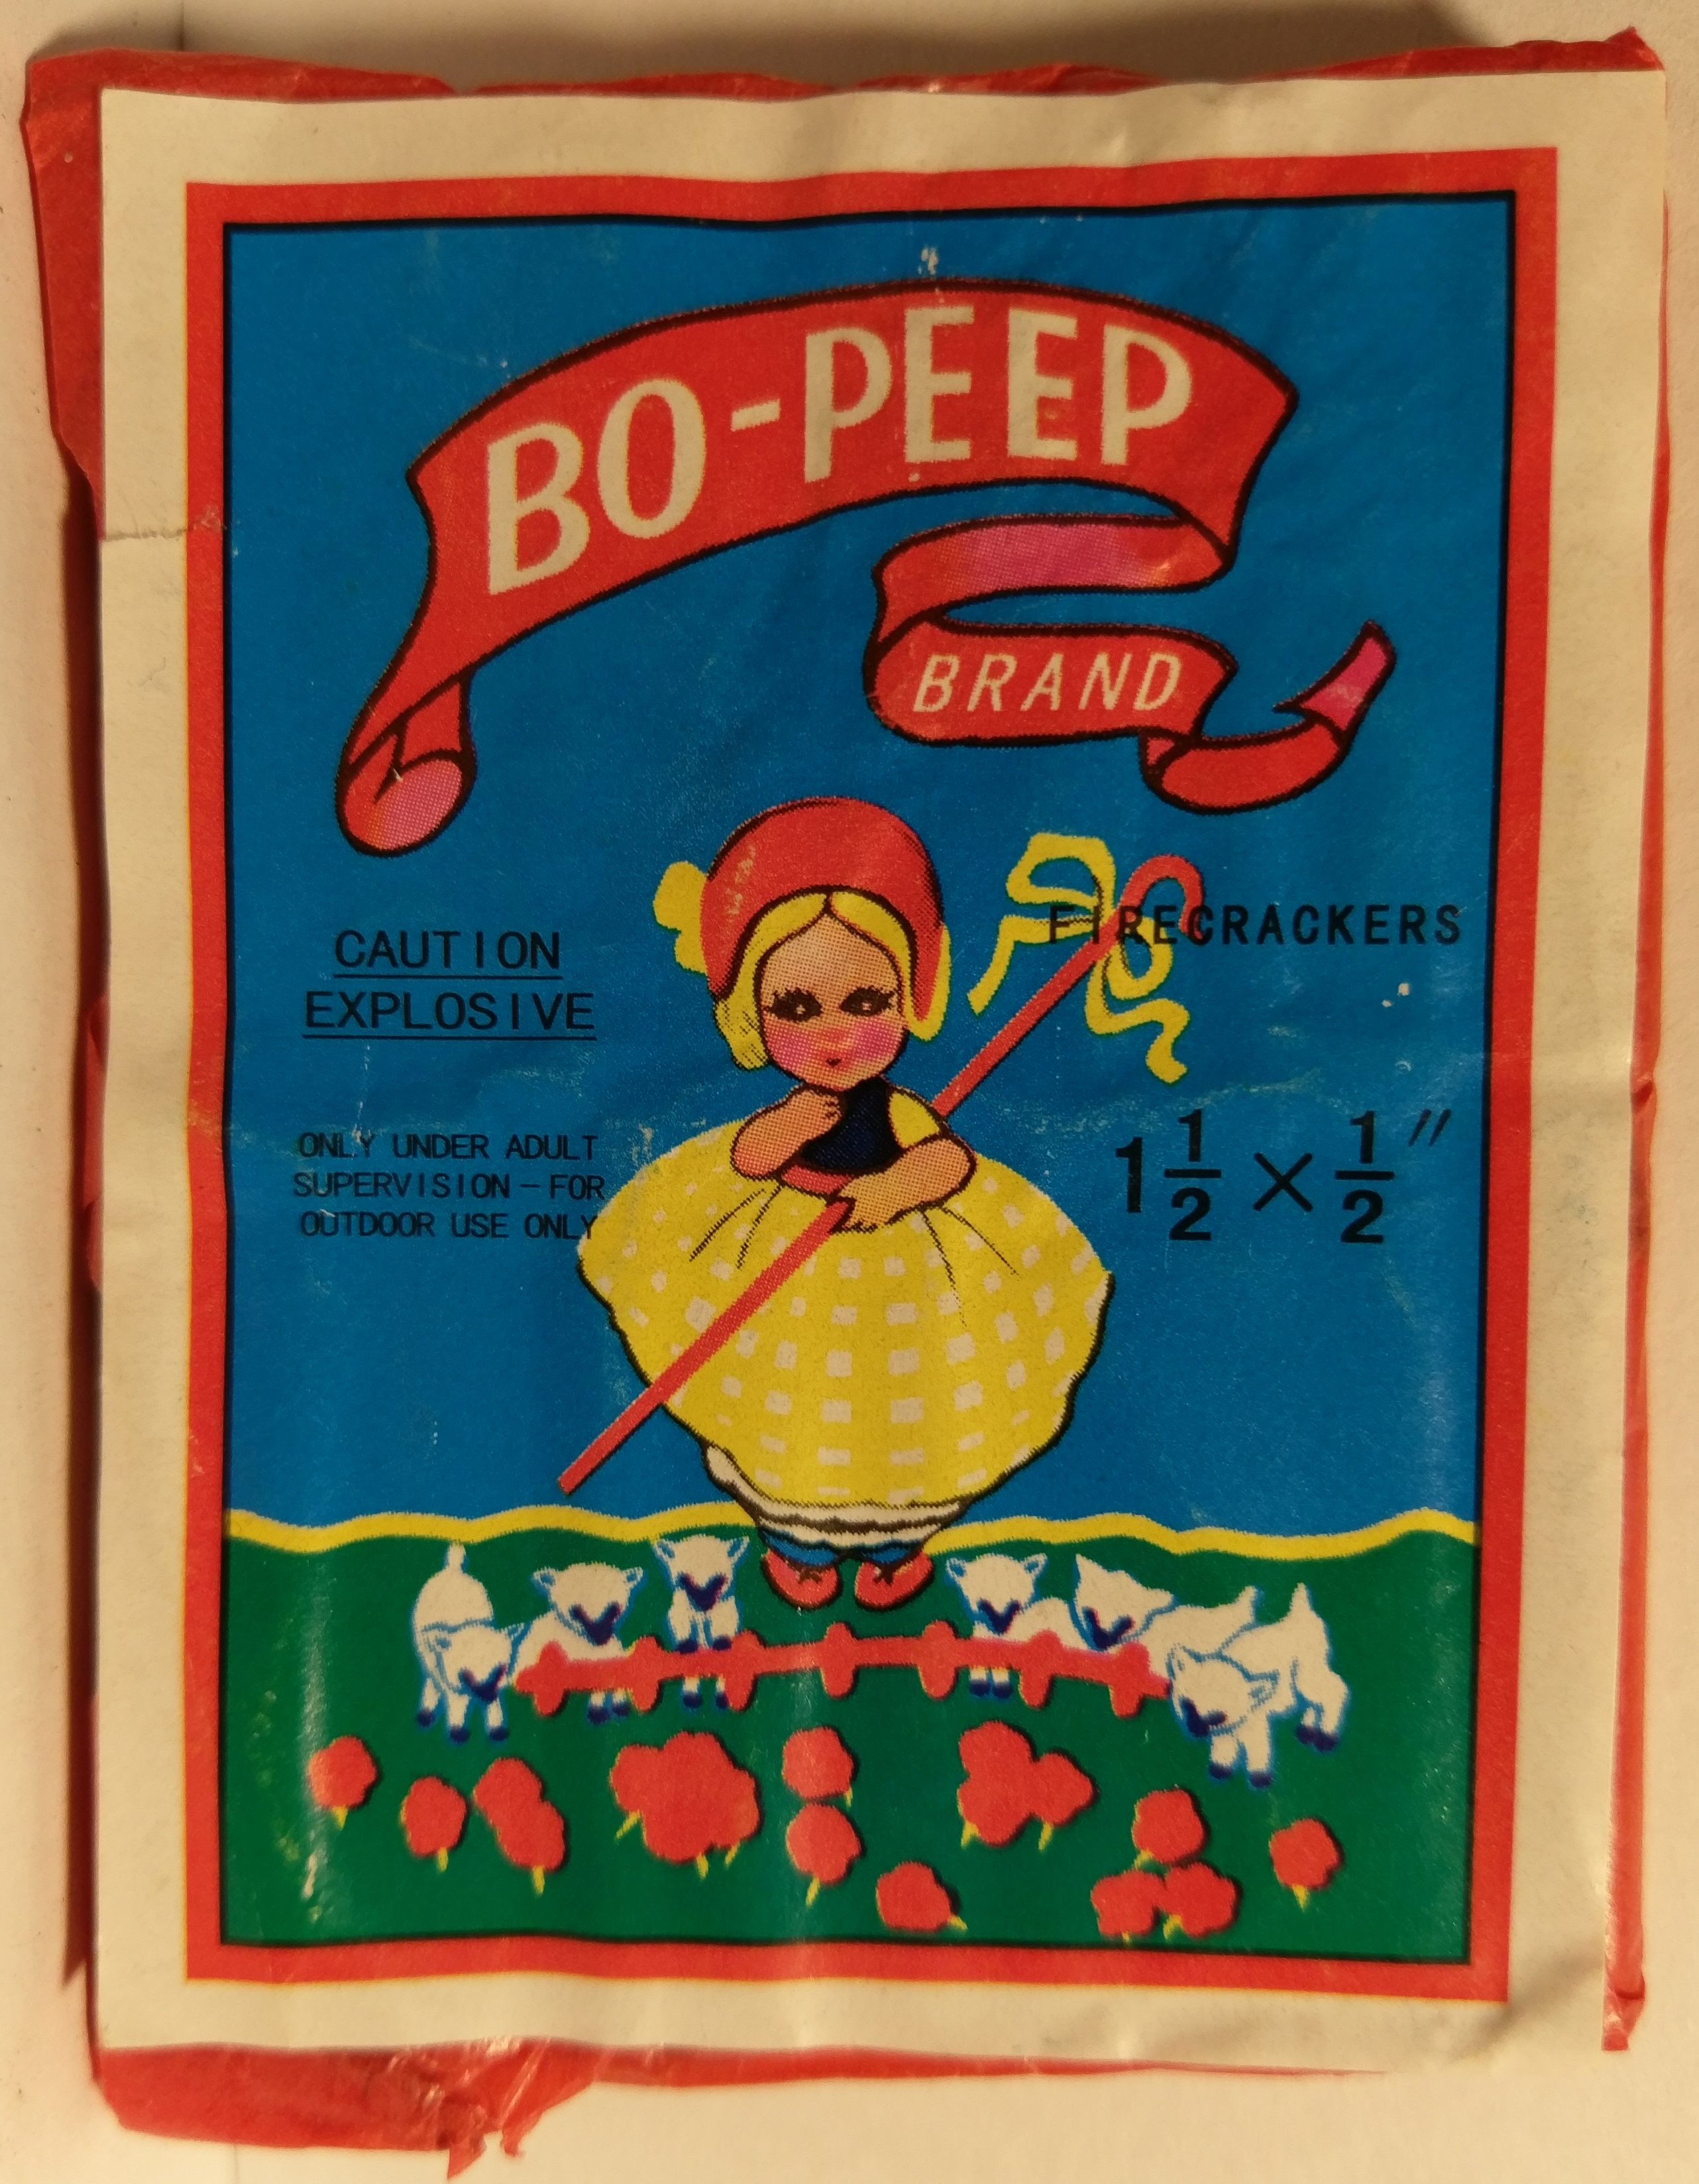 BO-PEEP
BRAND
CAUTION
EXPLOSIVE
FIRECRACKERS
ONLY UNDER ADULT
SUPERVISION - FOR
OUTDOOR USE ONLY
1 1/2 × 1/2"